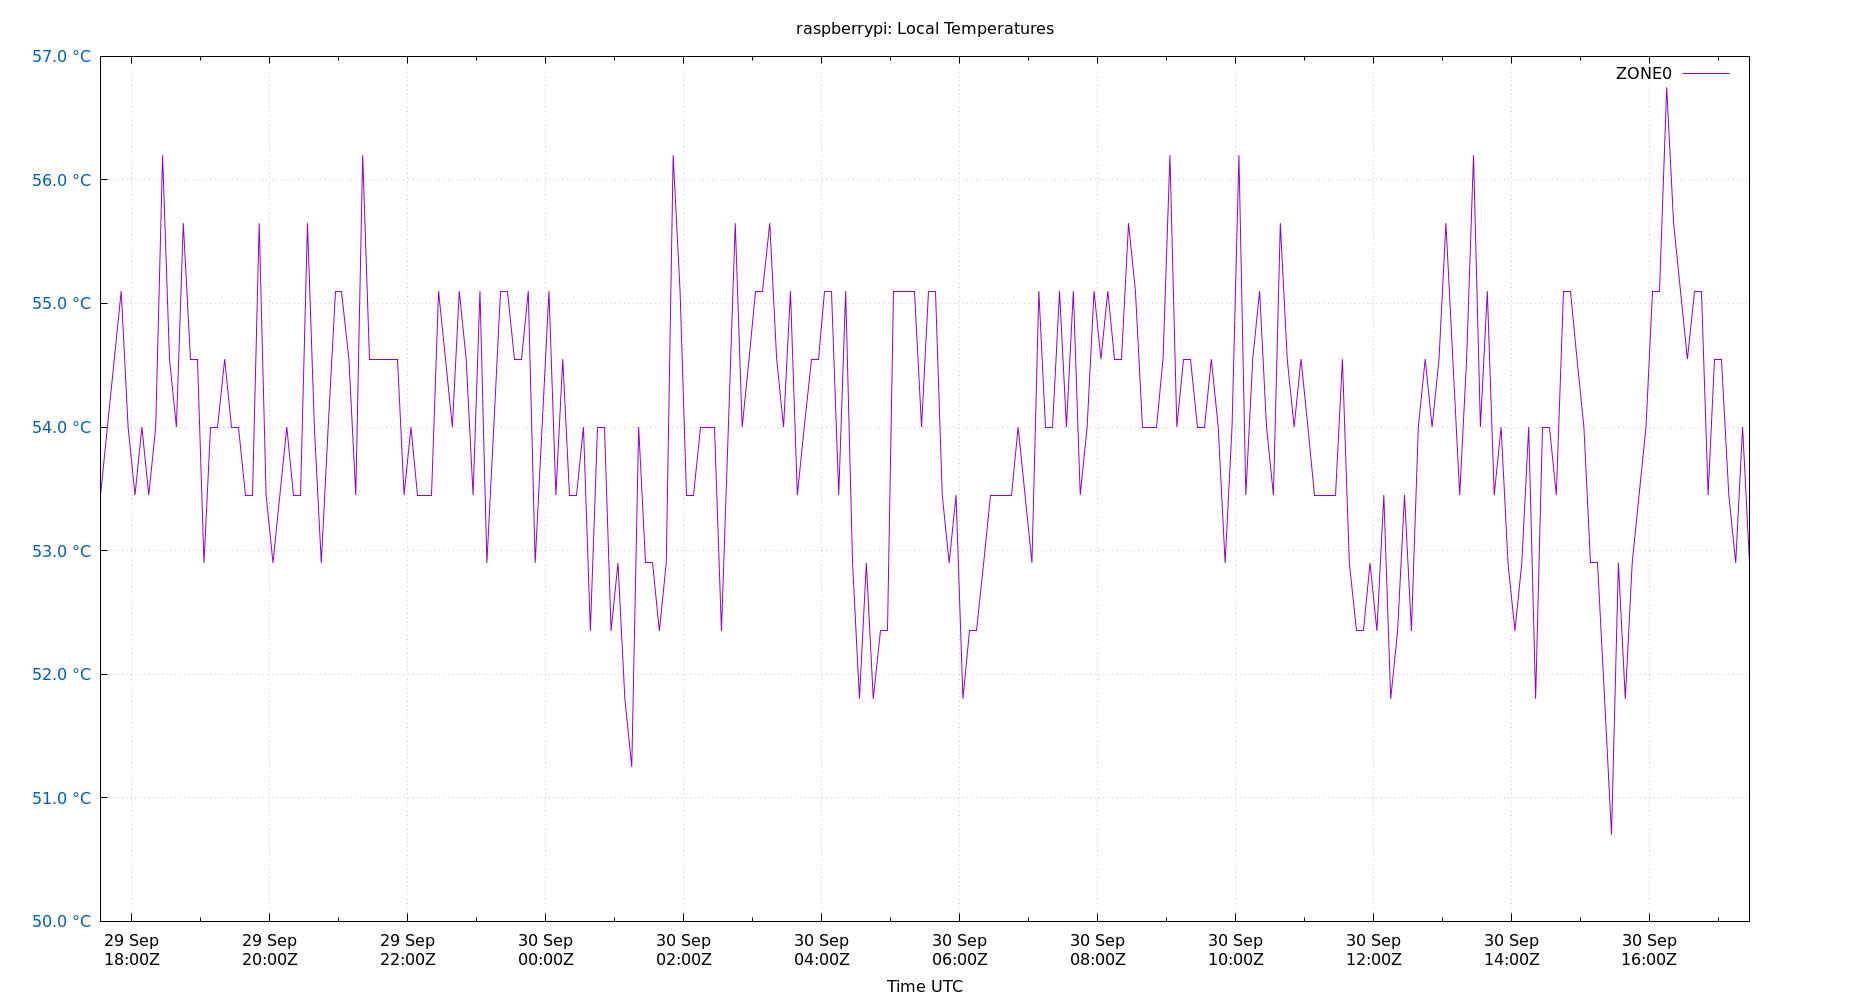 raspberrypi: Local Temperatures
57.0 °C
ZONE0
56.0 °C
55.0 °C
54.0 °C
53.0 °C
52.0 °C
51.0 °C
50.0 °C
29 Sep 29 Sep 29 Sep 30 Sep 30 Sep 30 Sep 30 Sep 30 Sep 30 Sep 30 Sep 30 Sep 30 Sep
18:00Z 20:00Z 22:00Z 00:00Z 02:00Z 04:00Z 06:00Z 08:00Z 10:00Z 12:00Z 14:00Z 16:00Z
Time UTC